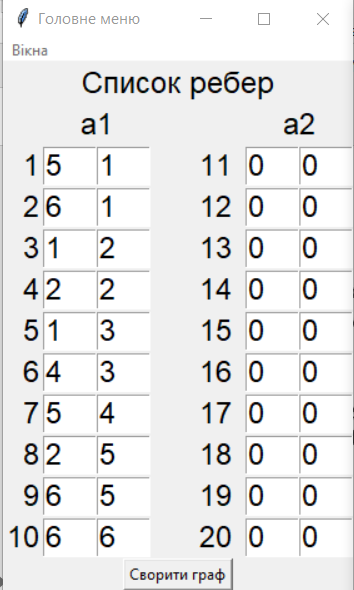 Головне меню
Вікна
Список ребер
a1 a2
1 5 1 11 0 0
2 6 1 12 0 0
3 1 2 13 0 0
4 2 2 14 0 0
5 1 3 15 0 0
6 4 3 16 0 0
7 5 4 17 0 0
8 2 5 18 0 0
9 6 5 19 0 0
10 6 6 20 0 0
Сворити граф